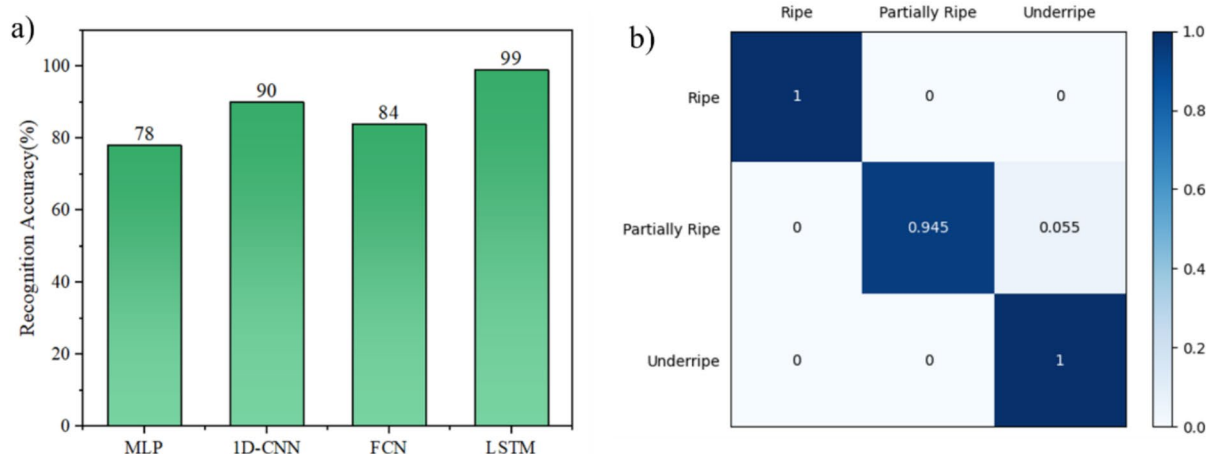 a)
Recognition Accuracy(%)
100
80
60
40
20
0
78
90
84
99
MLP 1D-CNN FCN LSTM
b)
Ripe Partially Ripe Underripe
Ripe 1 0 0
Partially Ripe 0 0.945 0.055
Underripe 0 0 1
1.0
0.8
0.6
0.4
0.2
0.0